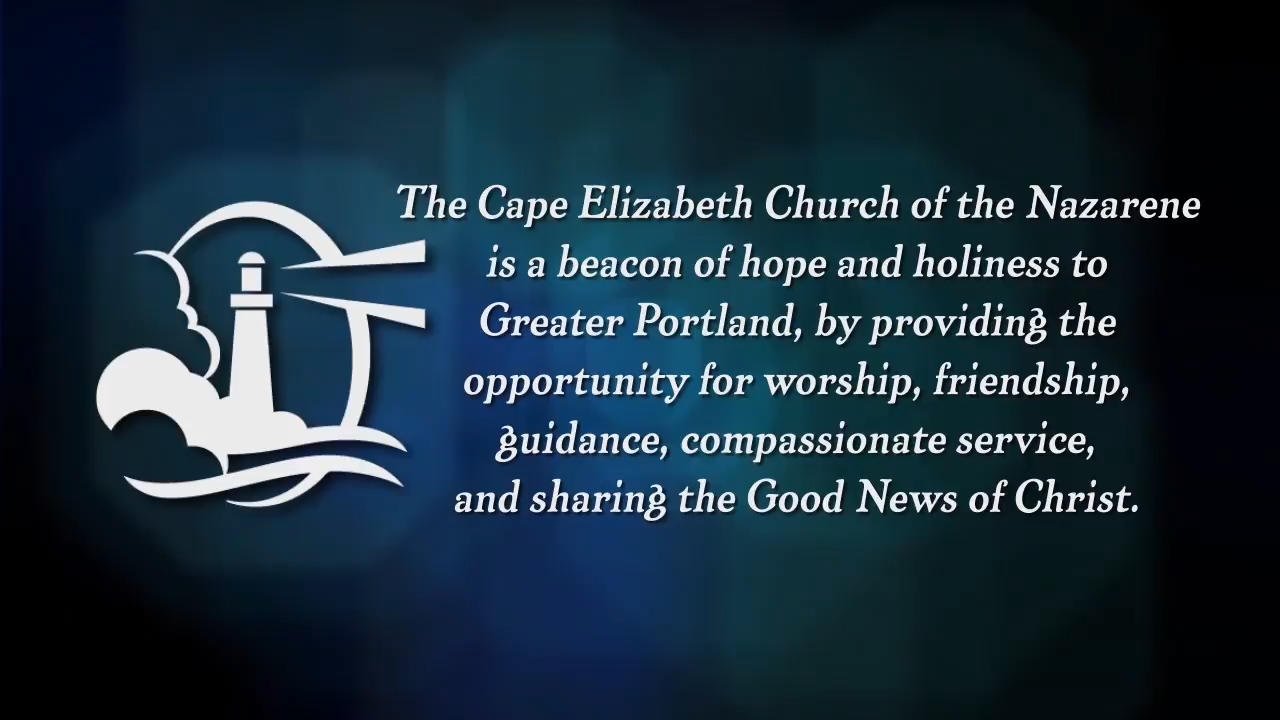 The Cape Elizabeth Church of the Nazarene
is a beacon of hope and holiness to
Greater Portland, by providing the
opportunity for worship, friendship,
guidance, compassionate service,
and sharing the Good News of Christ.